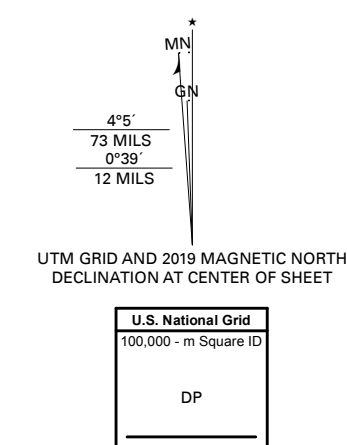 ★
MN
GN
4°5´
73 MILS
0°39´
12 MILS
UTM GRID AND 2019 MAGNETIC NORTH
DECLINATION AT CENTER OF SHEET
U.S. National Grid
100,000 - m Square ID
DP